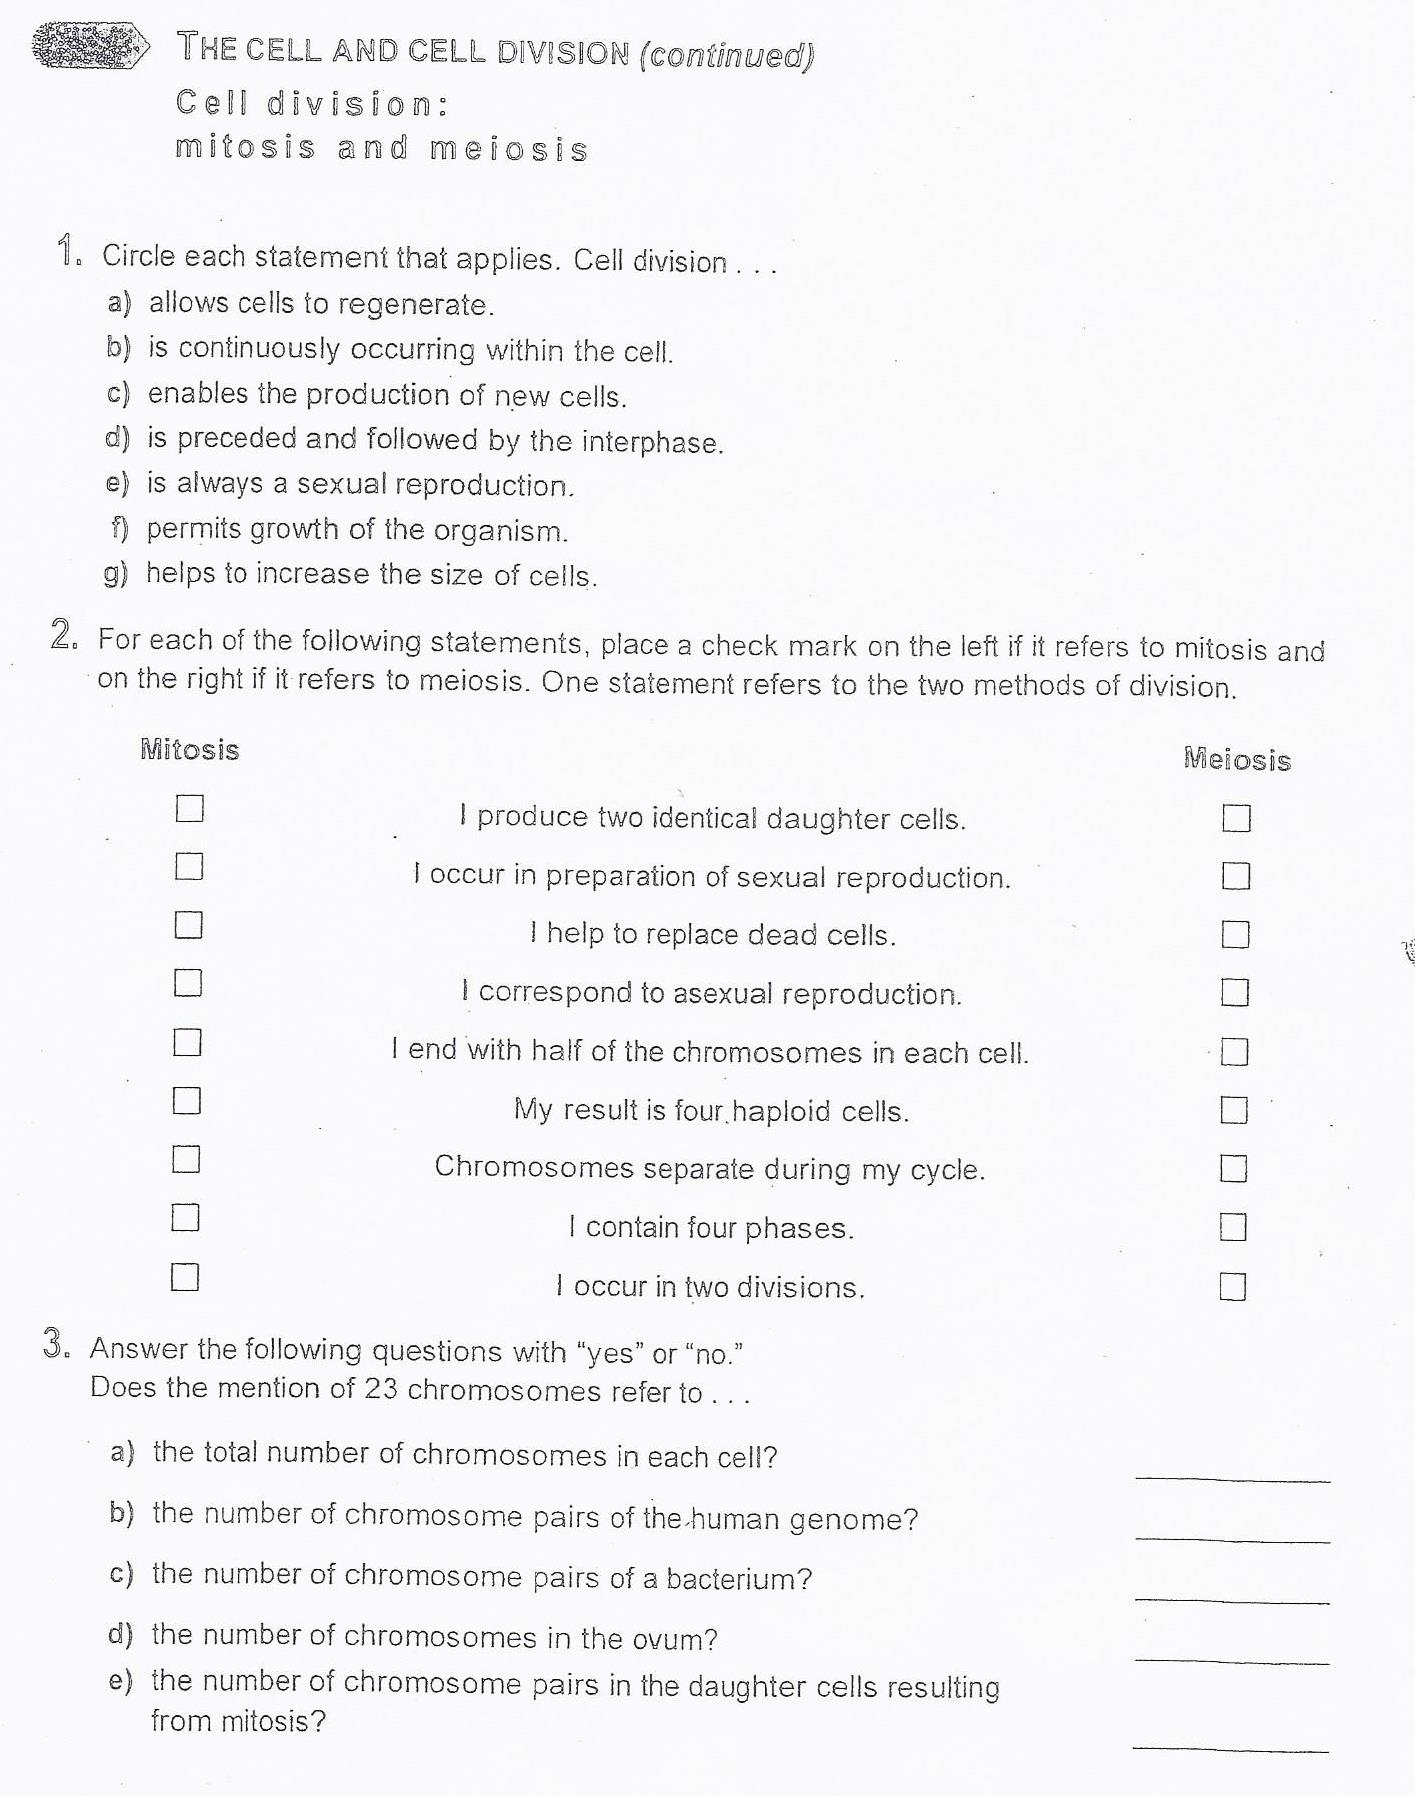 THE CELL AND CELL DIVISION (continued)
Cell division:
mitosis and meiosis
1. Circle each statement that applies. Cell division . . .
a) allows cells to regenerate.
b) is continuously occurring within the cell.
c) enables the production of new cells.
d) is preceded and followed by the interphase.
e) is always a sexual reproduction.
f) permits growth of the organism.
g) helps to increase the size of cells.
2. For each of the following statements, place a check mark on the left if it refers to mitosis and
on the right if it refers to meiosis. One statement refers to the two methods of division.
Mitosis Meiosis
I produce two identical daughter cells.
I occur in preparation of sexual reproduction.
I help to replace dead cells.
I correspond to asexual reproduction.
I end with half of the chromosomes in each cell.
My result is four haploid cells.
Chromosomes separate during my cycle.
I contain four phases.
I occur in two divisions.
3. Answer the following questions with “yes” or “no.”
Does the mention of 23 chromosomes refer to . . .
a) the total number of chromosomes in each cell?
b) the number of chromosome pairs of the human genome?
c) the number of chromosome pairs of a bacterium?
d) the number of chromosomes in the ovum?
e) the number of chromosome pairs in the daughter cells resulting
from mitosis?